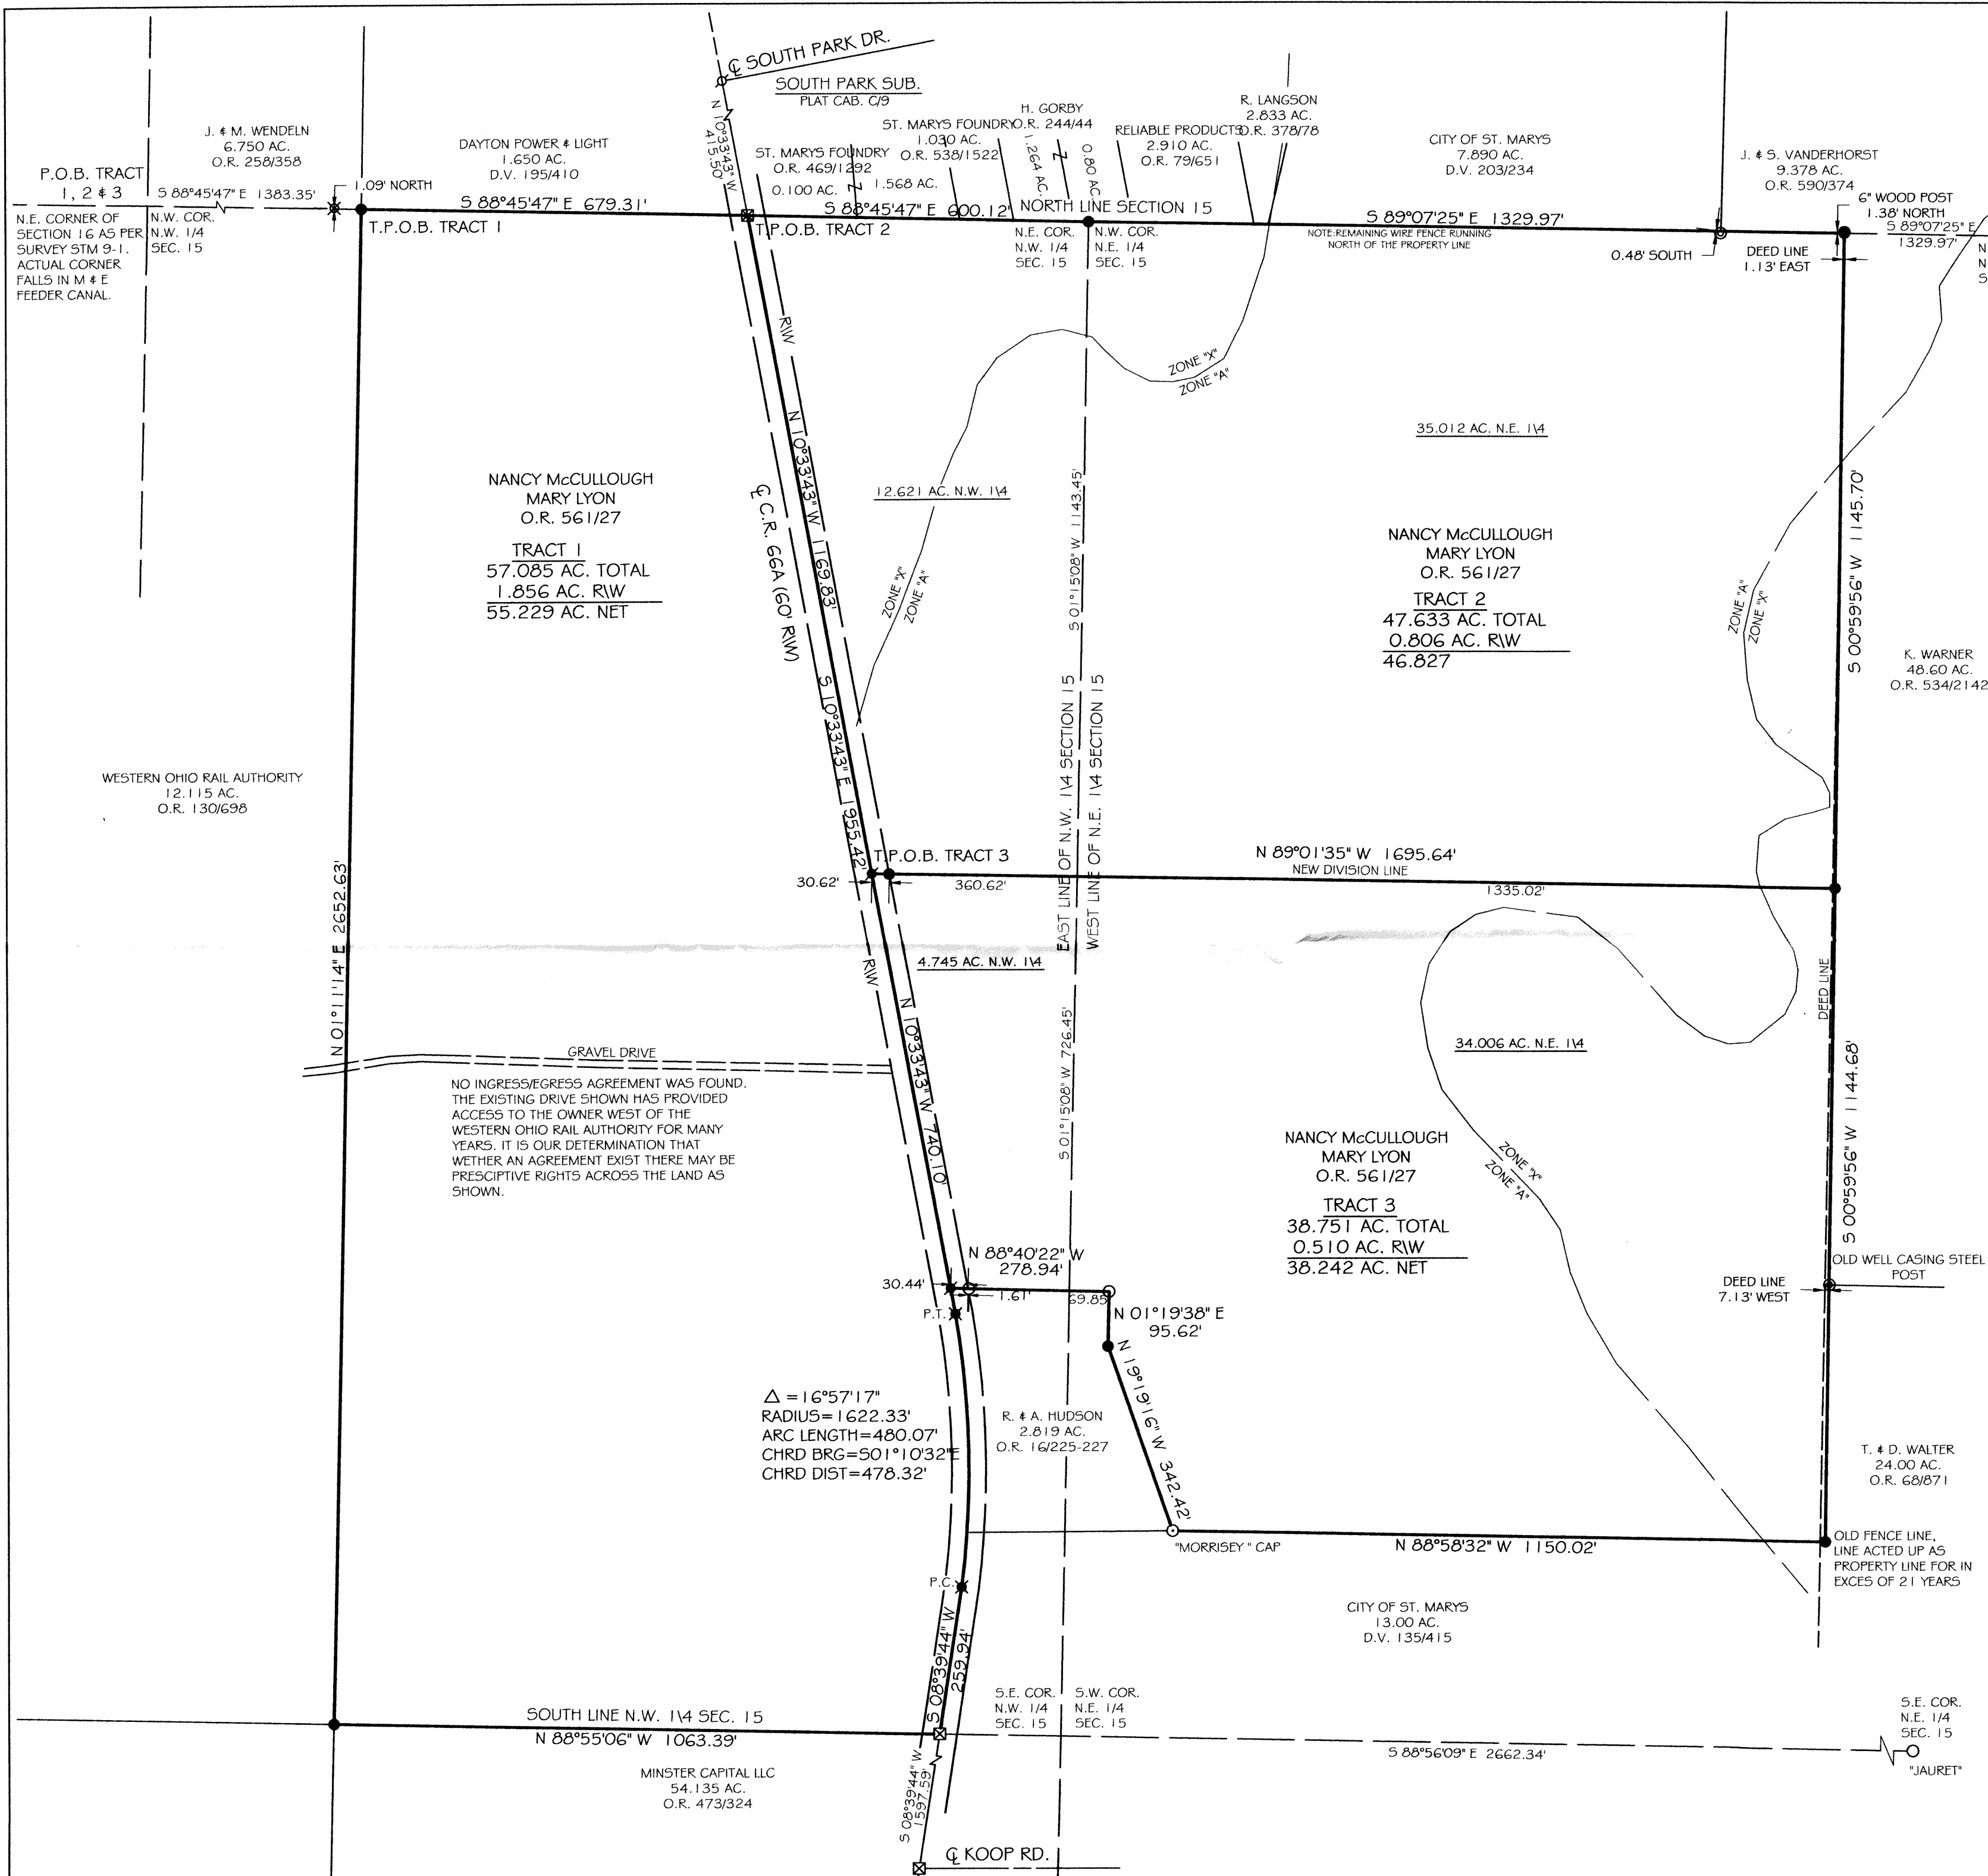 ℄ SOUTH PARK DR.
SOUTH PARK SUB.
PLAT CAB. C/9
N 10°33'43" W
415.50'
J. & M. WENDELN
6.750 AC.
O.R. 258/358
DAYTON POWER & LIGHT
1.650 AC.
D.V. 195/410
ST. MARYS FOUNDRY
O.R. 469/1292
0.100 AC.
1.568 AC.
ST. MARYS FOUNDRY
1.030 AC.
O.R. 538/1522
H. GORBY
O.R. 244/44
1.264 AC.
0.80 AC
RELIABLE PRODUCTS
2.910 AC.
O.R. 79/651
R. LANGSON
2.833 AC.
O.R. 378/78
CITY OF ST. MARYS
7.890 AC.
D.V. 203/234
J. & S. VANDERHORST
9.378 AC.
O.R. 590/374
6" WOOD POST
1.38' NORTH
S 89°07'25" E
1329.97'
P.O.B. TRACT
1, 2 & 3
S 88°45'47" E 1383.35'
1.09' NORTH
N.E. CORNER OF
SECTION 16 AS PER
SURVEY STM 9-1.
ACTUAL CORNER
FALLS IN M & E
FEEDER CANAL.
N.W. COR.
N.W. 1/4
SEC. 15
S 88°45'47" E 679.31'
T.P.O.B. TRACT 1
S 88°45'47" E 600.12'
T.P.O.B. TRACT 2
NORTH LINE SECTION 15
N.E. COR.
N.W. 1/4
SEC. 15
N.W. COR.
N.E. 1/4
SEC. 15
S 89°07'25" E 1329.97'
NOTE:REMAINING WIRE FENCE RUNNING
NORTH OF THE PROPERTY LINE
0.48' SOUTH
DEED LINE
1.13' EAST
N
N
S
R\W
N 10°33'43" W 1169.83'
℄ C.R. 66A (60' R\W)
S 10°33'43" E 1955.42'
ZONE "X"
ZONE "A"
35.012 AC. N.E. 1\4
12.621 AC. N.W. 1\4
NANCY McCULLOUGH
MARY LYON
O.R. 561/27
TRACT 1
57.085 AC. TOTAL
1.856 AC. R\W
55.229 AC. NET
ZONE "X"
ZONE "A"
S 01°15'08" W 1143.45'
NANCY McCULLOUGH
MARY LYON
O.R. 561/27
TRACT 2
47.633 AC. TOTAL
0.806 AC. R\W
46.827
ZONE "A"
ZONE "X"
S 00°59'56" W 1145.70'
K. WARNER
48.60 AC.
O.R. 534/2142
WESTERN OHIO RAIL AUTHORITY
12.115 AC.
O.R. 130/698
N 01°11'14" E 2652.63'
EAST LINE OF N.W. 1\4 SECTION 15
WEST LINE OF N.E. 1\4 SECTION 15
T.P.O.B. TRACT 3
30.62'
360.62'
N 89°01'35" W 1695.64'
NEW DIVISION LINE
1335.02'
4.745 AC. N.W. 1\4
R\W
N 10°33'43" W 740.10'
S 01°15'08" W 726.45'
DEED LINE
34.006 AC. N.E. 1\4
S 00°59'56" W 1144.68'
GRAVEL DRIVE
NO INGRESS/EGRESS AGREEMENT WAS FOUND.
THE EXISTING DRIVE SHOWN HAS PROVIDED
ACCESS TO THE OWNER WEST OF THE
WESTERN OHIO RAIL AUTHORITY FOR MANY
YEARS. IT IS OUR DETERMINATION THAT
WETHER AN AGREEMENT EXIST THERE MAY BE
PRESCIPTIVE RIGHTS ACROSS THE LAND AS
SHOWN.
NANCY McCULLOUGH
MARY LYON
O.R. 561/27
TRACT 3
38.751 AC. TOTAL
0.510 AC. R\W
38.242 AC. NET
ZONE "X"
ZONE "A"
N 88°40'22" W
278.94'
30.44'
1.61'
69.85'
P.T.
N 01°19'38" E
95.62'
N 19°19'16" W 342.42'
OLD WELL CASING STEEL
POST
DEED LINE
7.13' WEST
Δ =16°57'17"
RADIUS=1622.33'
ARC LENGTH=480.07'
CHRD BRG=S01°10'32"E
CHRD DIST=478.32'
R. & A. HUDSON
2.819 AC.
O.R. 16/225-227
T. & D. WALTER
24.00 AC.
O.R. 68/871
"MORRISEY " CAP
N 88°58'32" W 1150.02'
OLD FENCE LINE,
LINE ACTED UP AS
PROPERTY LINE FOR IN
EXCES OF 21 YEARS
P.C.
S 08°39'44" W
259.94'
CITY OF ST. MARYS
13.00 AC.
D.V. 135/415
SOUTH LINE N.W. 1\4 SEC. 15
N 88°55'06" W 1063.39'
S.E. COR.
N.W. 1/4
SEC. 15
S.W. COR.
N.E. 1/4
SEC. 15
S 88°56'09" E 2662.34'
S.E. COR.
N.E. 1/4
SEC. 15
"JAURET"
MINSTER CAPITAL LLC
54.135 AC.
O.R. 473/324
S 08°39'44" W
1597.59'
℄ KOOP RD.